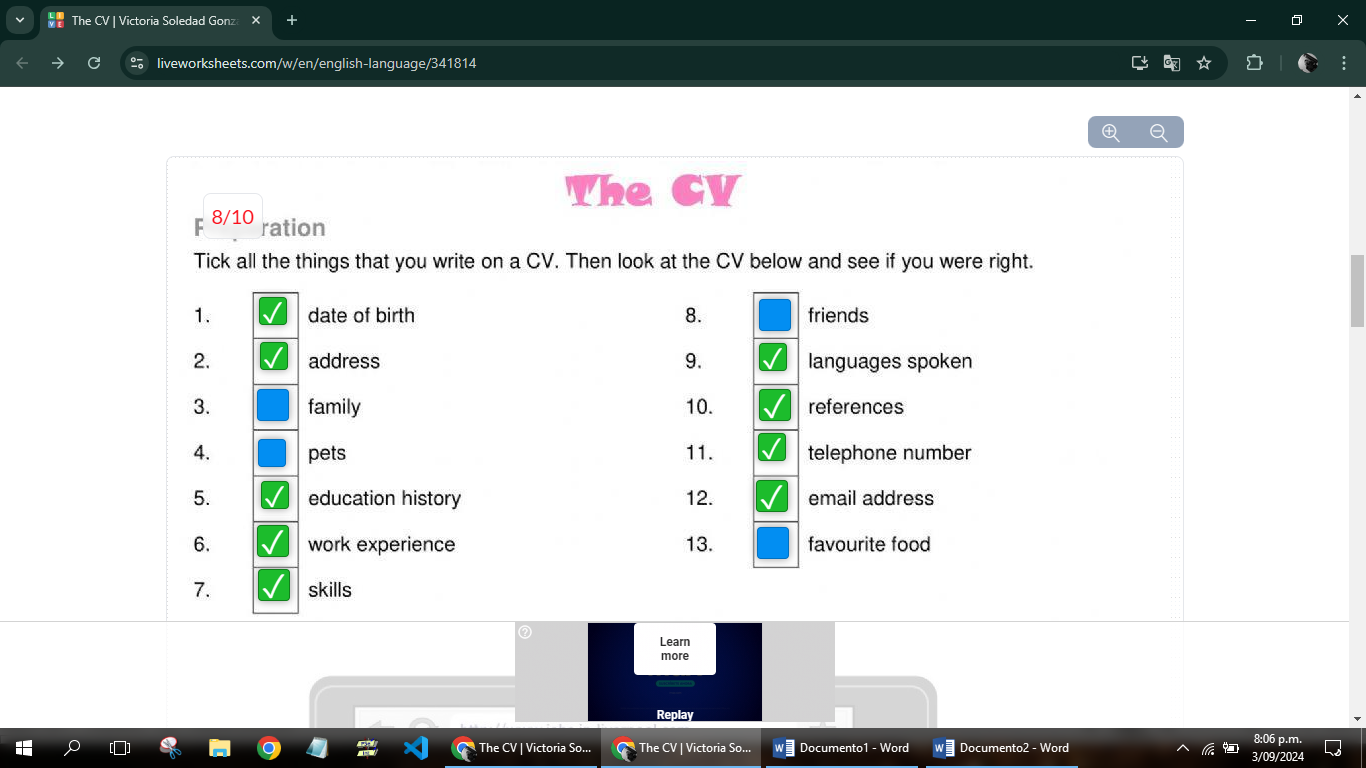 The CV | Victoria Soledad Gonz
liveworksheets.com/w/en/english-language/341814
The CV
8/10
Tick all the things that you write on a CV. Then look at the CV below and see if you were right.
1. date of birth
2. address
3. family
4. pets
5. education history
6. work experience
7. skills
8. friends
9. languages spoken
10. references
11. telephone number
12. email address
13. favourite food
Learn
more
Replay
The CV | Victoria So...
The CV | Victoria So...
Documento1 - Word
Documento2 - Word
8:06 p.m.
3/09/2024